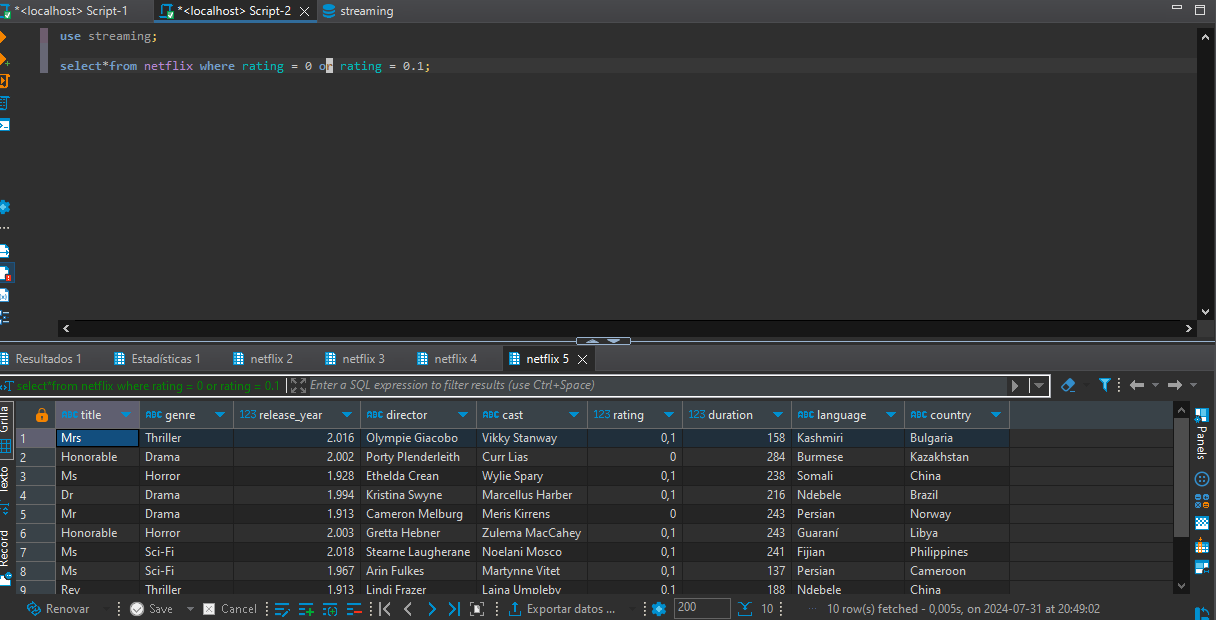 *<localhost> Script-1 *<localhost> Script-2 streaming
use streaming;
select*from netflix where rating = 0 or rating = 0.1;
Resultados 1 Estadísticas 1 netflix 2 netflix 3 netflix 4 netflix 5
select*from netflix where rating = 0 or rating = 0.1 Enter a SQL expression to filter results (use Ctrl+Space)
Grilla
Texto
Record
Panels
ABC title ABC genre 123 release_year ABC director ABC cast 123 rating 123 duration ABC language ABC country
1 Mrs Thriller 2.016 Olympie Giacobo Vikky Stanway 0,1 158 Kashmiri Bulgaria
2 Honorable Drama 2.002 Porty Plenderleith Curr Lias 0 284 Burmese Kazakhstan
3 Ms Horror 1.928 Ethelda Crean Wylie Spary 0,1 238 Somali China
4 Dr Drama 1.994 Kristina Swyne Marcellus Harber 0,1 216 Ndebele Brazil
5 Mr Drama 1.913 Cameron Melburg Meris Kirrens 0 243 Persian Norway
6 Honorable Horror 2.003 Gretta Hebner Zulema MacCahey 0,1 243 Guaraní Libya
7 Ms Sci-Fi 2.018 Stearne Laugherane Noelani Mosco 0,1 241 Fijian Philippines
8 Ms Sci-Fi 1.967 Arin Fulkes Martynne Vitet 0,1 137 Persian Cameroon
9 Rev Thriller 1.913 Lindi Frazer Laina Umpleby 0,1 188 Ndebele China
Renovar Save Cancel Exportar datos ... 200 10 10 row(s) fetched - 0,005s, on 2024-07-31 at 20:49:02